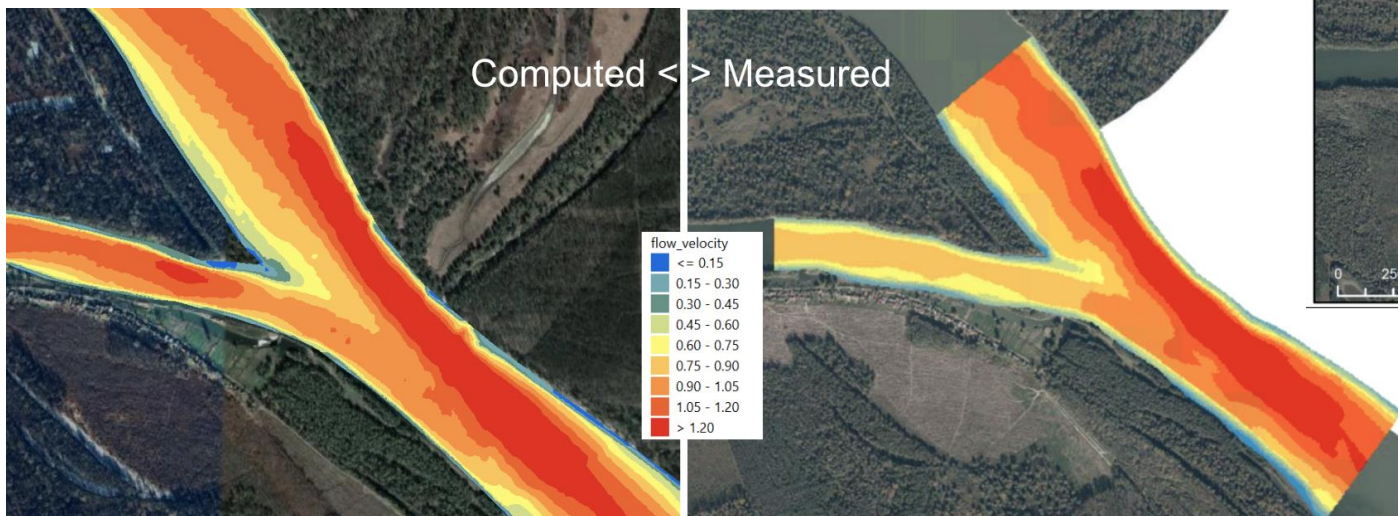 Computed < > Measured
flow_velocity
<= 0.15
0.15 - 0.30
0.30 - 0.45
0.45 - 0.60
0.60 - 0.75
0.75 - 0.90
0.90 - 1.05
1.05 - 1.20
> 1.20
0